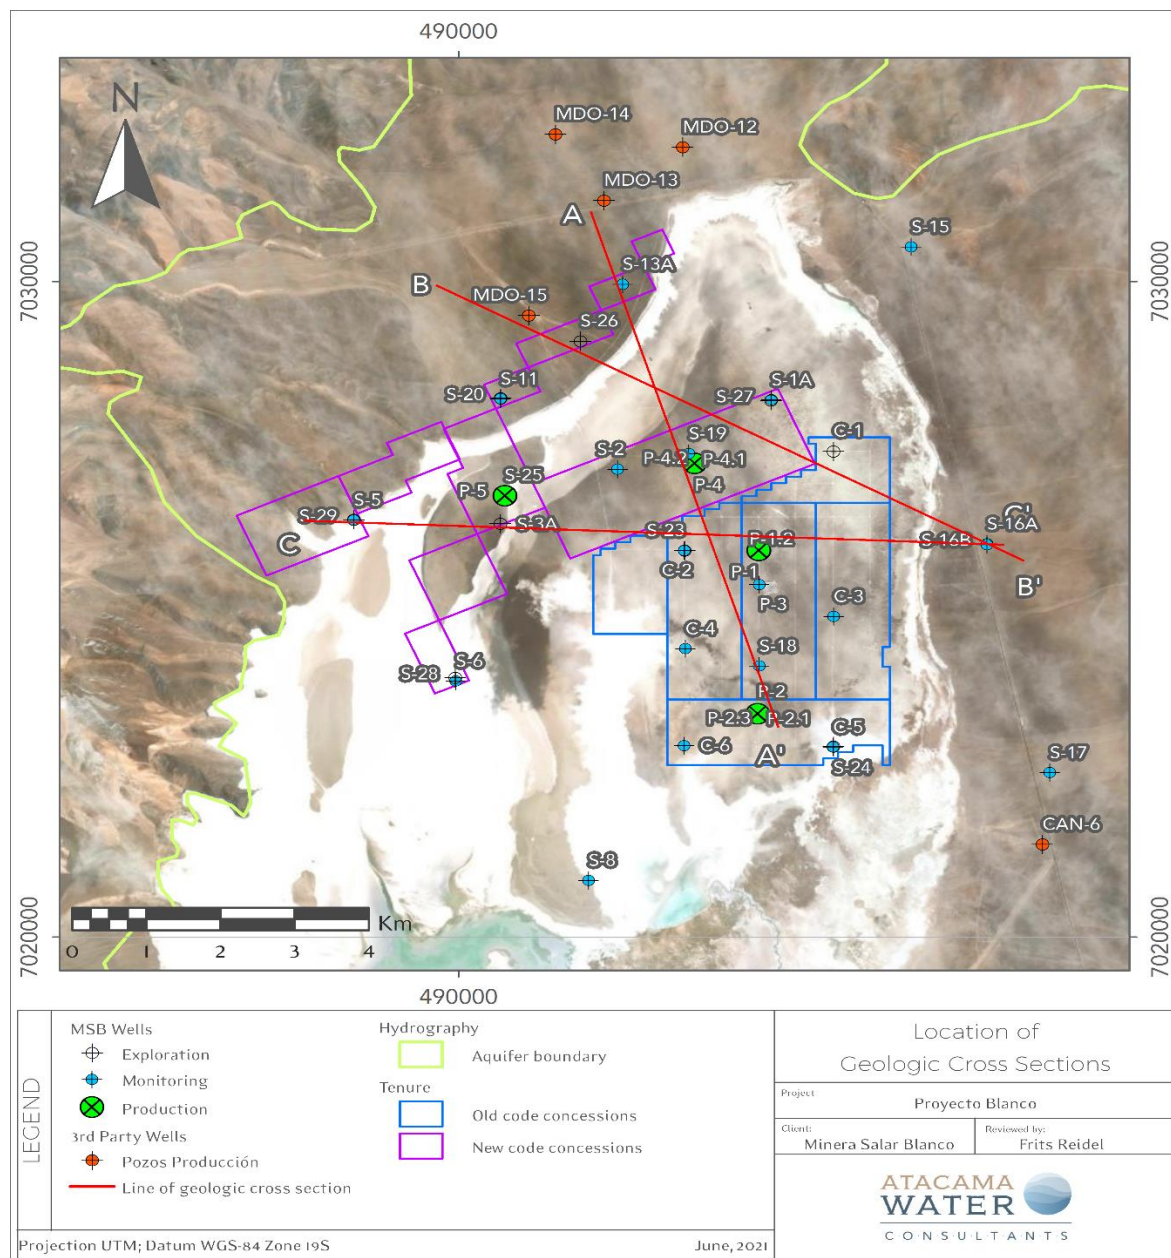 490000
N
MDO-14
MDO-12
MDO-13
A
S-15
7030000
7030000
S-13A
B
MDO-15
S-26
S-11
S-20
S-1A
S-27
C-1
S-19
S-2
P-4.2
P-4.1
P-4
S-25
P-5
S-5
S-29
S-3A
C
S-23
C'
S-16A
S-16B
P-1.2
C-2
P-1
B'
P-3
C-3
C-4
S-18
S-6
S-28
P-2
P-2.3
P-2.1
C-6
A'
C-5
S-24
S-17
CAN-6
S-8
7020000
7020000
Km
0 1 2 3 4
490000
LEGEND
MSB Wells
Exploration
Monitoring
Production
3rd Party Wells
Pozos Producción
Line of geologic cross section
Hydrography
Aquifer boundary
Tenure
Old code concessions
New code concessions
Location of
Geologic Cross Sections
Project:
Proyecto Blanco
Client:
Minera Salar Blanco
Reviewed by:
Frits Reidel
ATACAMA
WATER
CONSULTANTS
Projection UTM; Datum WGS-84 Zone 19S
June, 2021